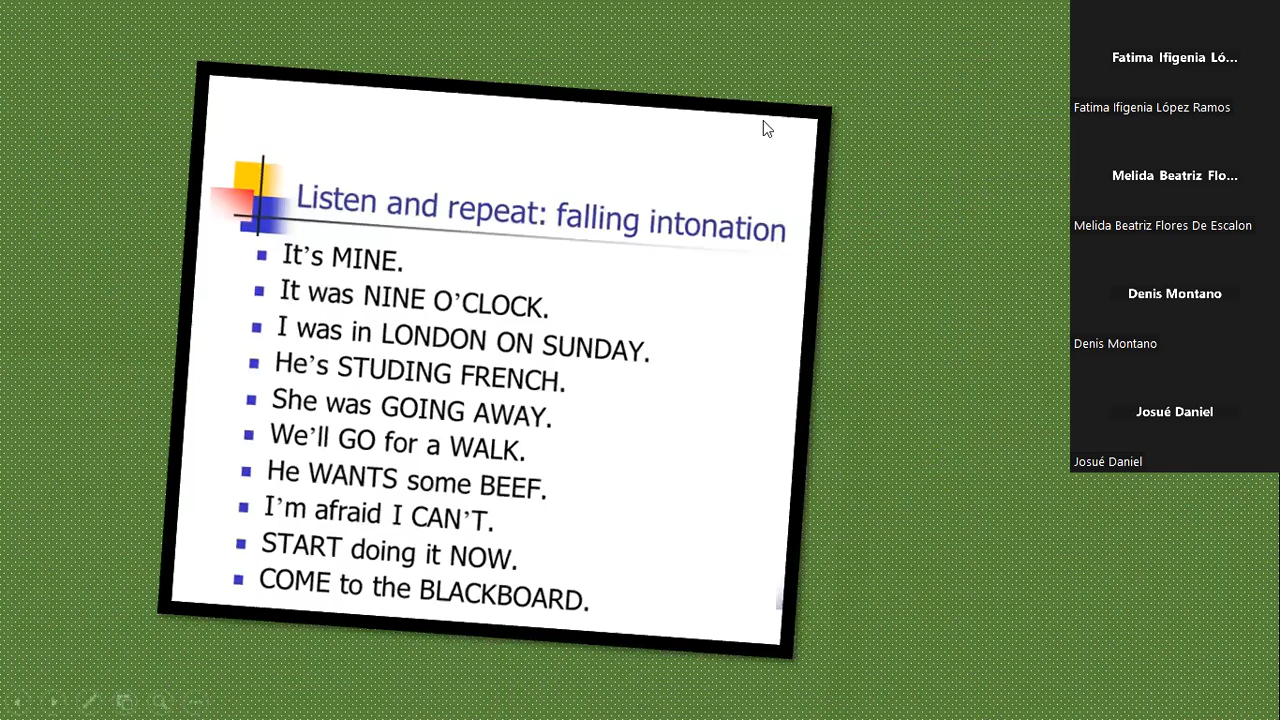 Listen and repeat: falling intonation
It's MINE.
It was NINE O'CLOCK.
I was in LONDON ON SUNDAY.
He's STUDING FRENCH.
She was GOING AWAY.
We'll GO for a WALK.
He WANTS some BEEF.
I'm afraid I CAN'T.
START doing it NOW.
COME to the BLACKBOARD.
Fatima Ifigenia Ló...
Fatima Ifigenia López Ramos
Melida Beatriz Flo...
Melida Beatriz Flores De Escalon
Denis Montano
Denis Montano
Josué Daniel
Josué Daniel